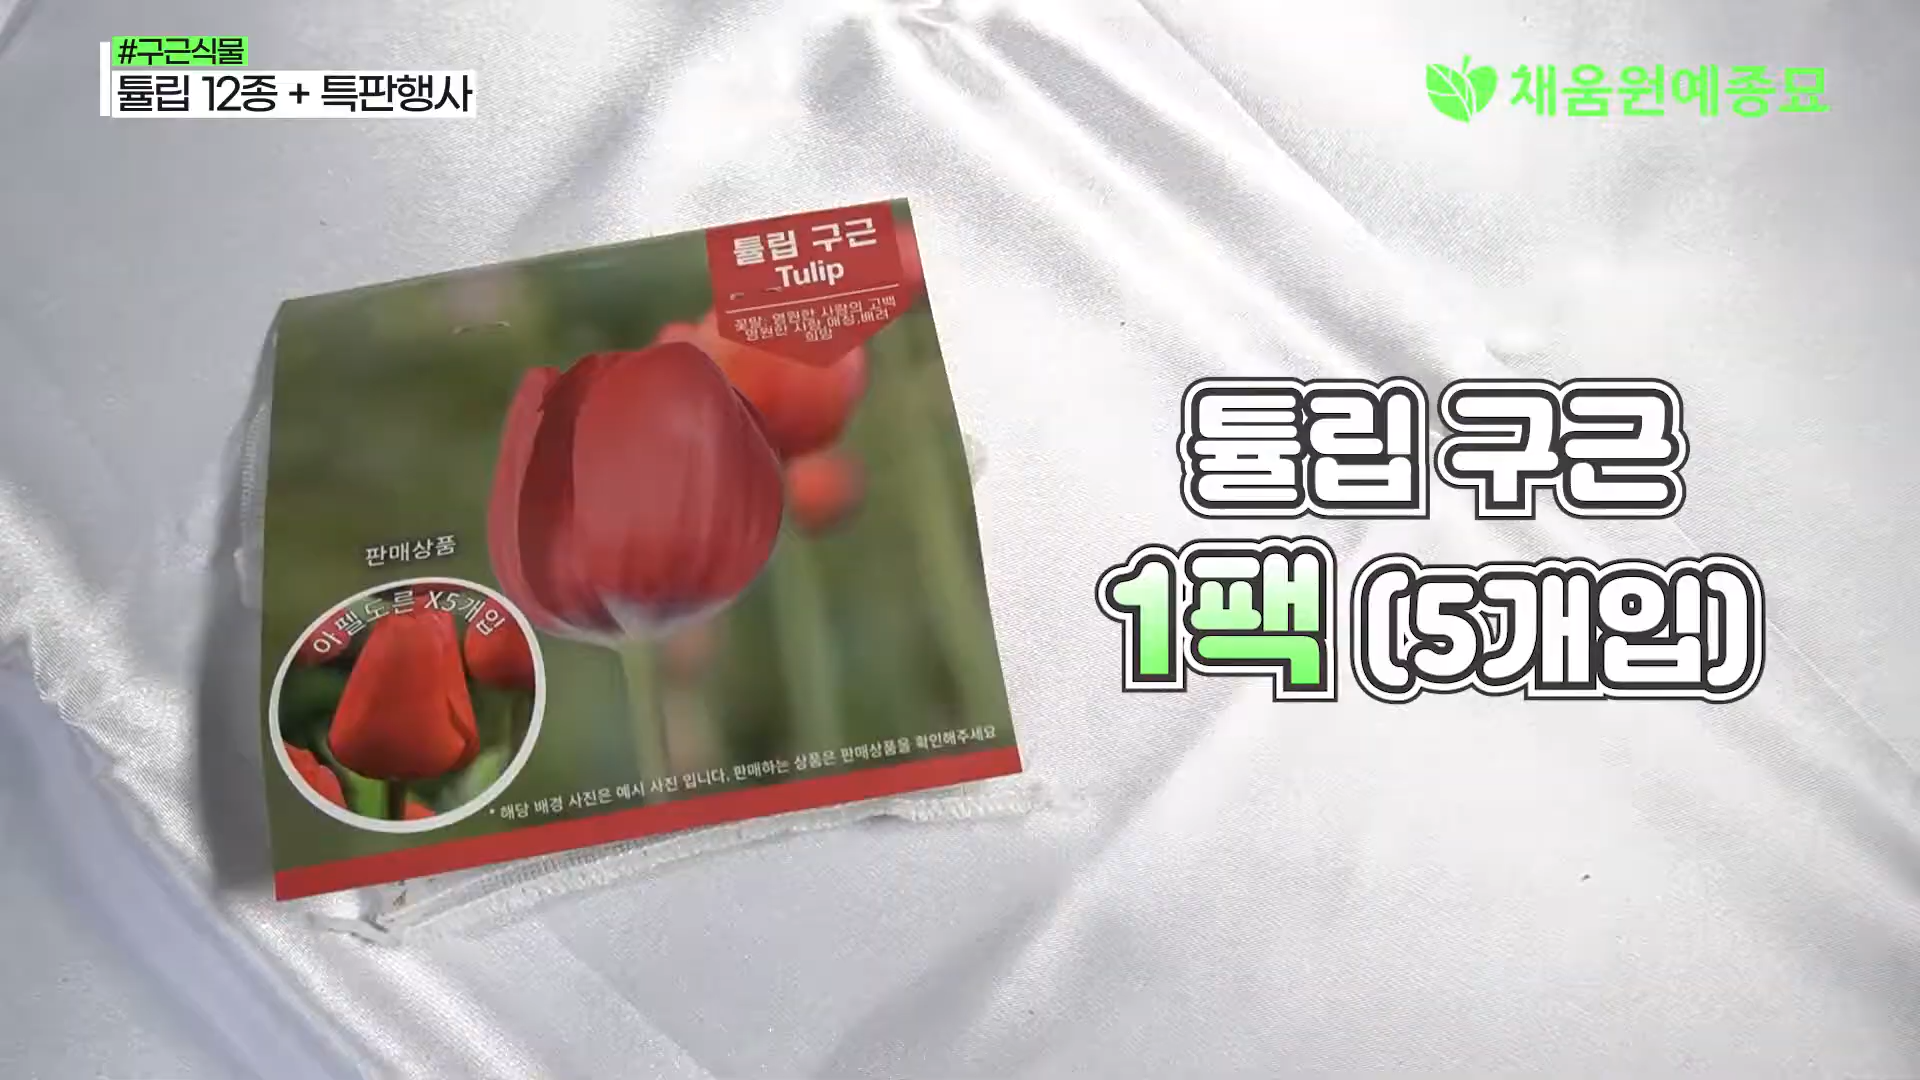 #구근식물
튤립 12종 + 특판행사
채움원예종묘
튤립 구근
Tulip
꽃말: 영원한 사랑의 고백
영원한 사랑,애정,배려
희망
판매상품
아펠도른 X5개입
* 해당 배경 사진은 예시 사진 입니다. 판매하는 상품은 판매상품을 확인해주세요
튤립 구근
1팩 (5개입)